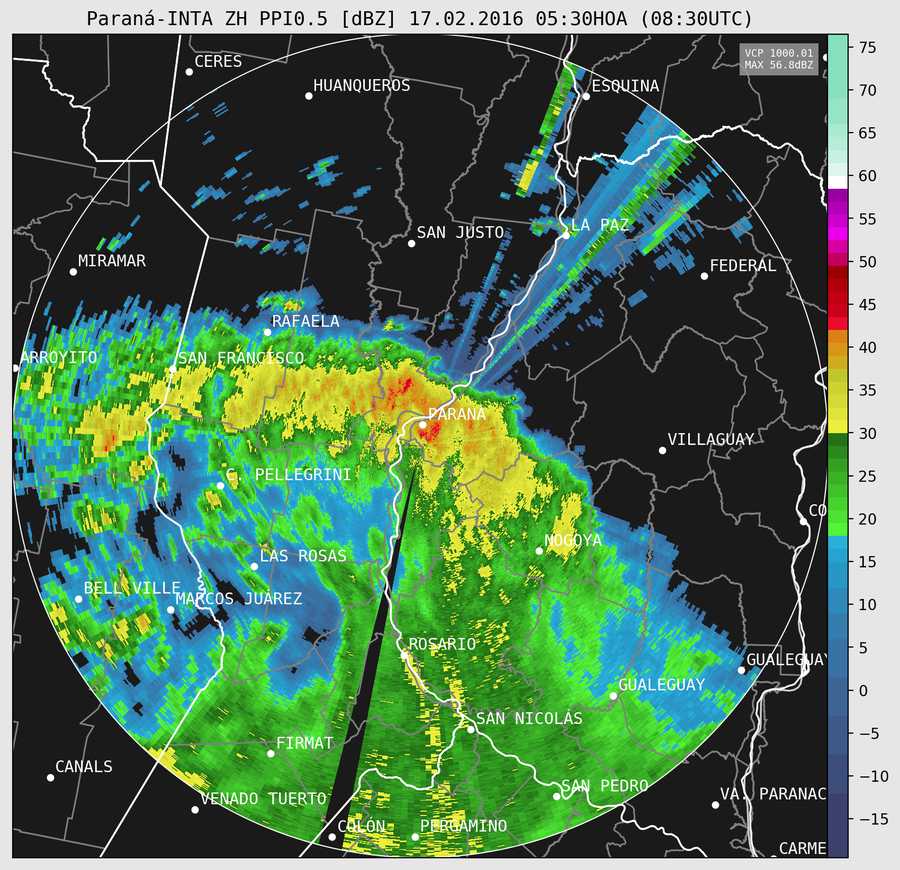 Paraná-INTA ZH PPI0.5 [dBZ] 17.02.2016 05:30HOA (08:30UTC)
VCP 1000.01
MAX 56.8dBZ
CERES
HUANQUEROS
ESQUINA
SAN JUSTO
LA PAZ
MIRAMAR
FEDERAL
RAFAELA
ARROYITO
SAN FRANCISCO
PARANA
VILLAGUAY
C. PELLEGRINI
CO
NOGOYA
LAS ROSAS
BELL VILLE
MARCOS JUAREZ
ROSARIO
GUALEGUAY
GUALEGUAY
SAN NICOLÁS
FIRMAT
CANALS
SAN PEDRO
VENADO TUERTO
VA. PARANAC
COLÓN
PERGAMINO
CARME
75
70
65
60
55
50
45
40
35
30
25
20
15
10
5
0
−5
−10
−15